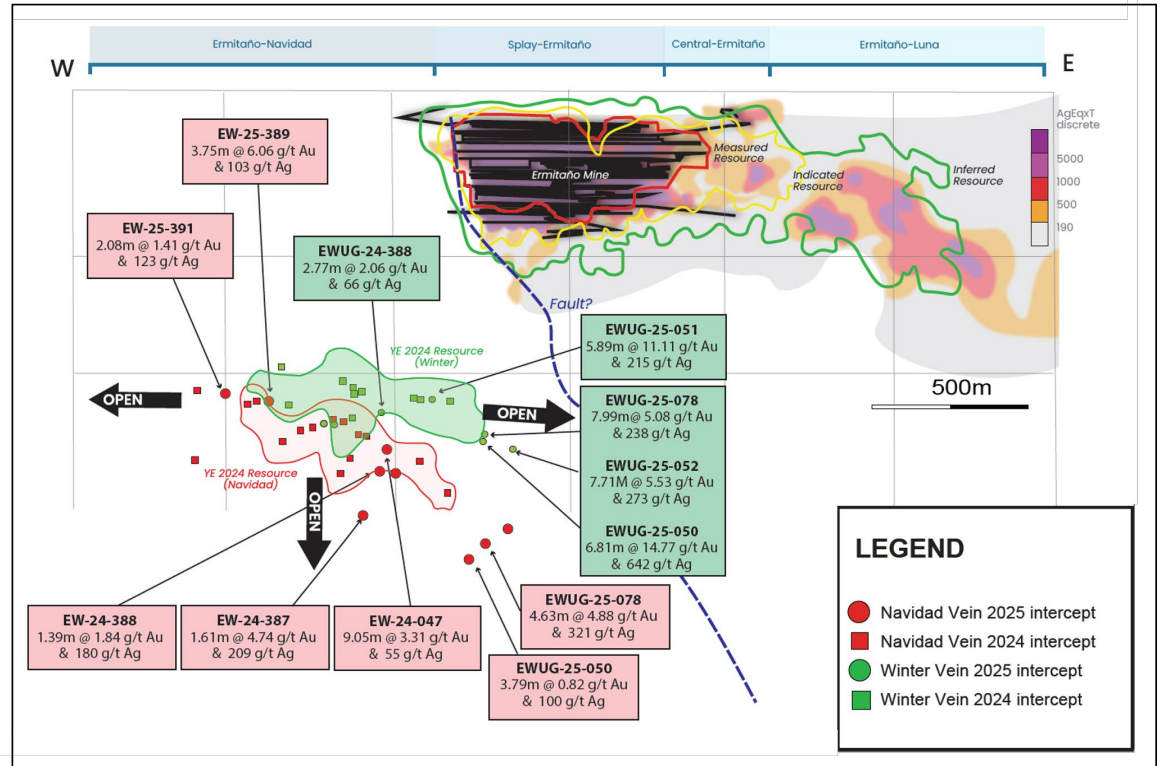 Ermitaño-Navidad
Splay-Ermitaño
Central-Ermitaño
Ermitaño-Luna
W
E
AgEqxT
discrete
5000
1000
500
190
Measured
Resource
Indicated
Resource
Inferred
Resource
Ermitaño Mine
EW-25-389
3.75m @ 6.06 g/t Au
& 103 g/t Ag
EW-25-391
2.08m @ 1.41 g/t Au
& 123 g/t Ag
EWUG-24-388
2.77m @ 2.06 g/t Au
& 66 g/t Ag
Fault?
EWUG-25-051
5.89m @ 11.11 g/t Au
& 215 g/t Ag
YE 2024 Resource
(Winter)
500m
OPEN
OPEN
EWUG-25-078
7.99m @ 5.08 g/t Au
& 238 g/t Ag
EWUG-25-052
7.71M @ 5.53 g/t Au
& 273 g/t Ag
EWUG-25-050
6.81m @ 14.77 g/t Au
& 642 g/t Ag
YE 2024 Resource
(Navidad)
OPEN
EW-24-388
1.39m @ 1.84 g/t Au
& 180 g/t Ag
EW-24-387
1.61m @ 4.74 g/t Au
& 209 g/t Ag
EW-24-047
9.05m @ 3.31 g/t Au
& 55 g/t Ag
EWUG-25-078
4.63m @ 4.88 g/t Au
& 321 g/t Ag
EWUG-25-050
3.79m @ 0.82 g/t Au
& 100 g/t Ag
LEGEND
Navidad Vein 2025 intercept
Navidad Vein 2024 intercept
Winter Vein 2025 intercept
Winter Vein 2024 intercept